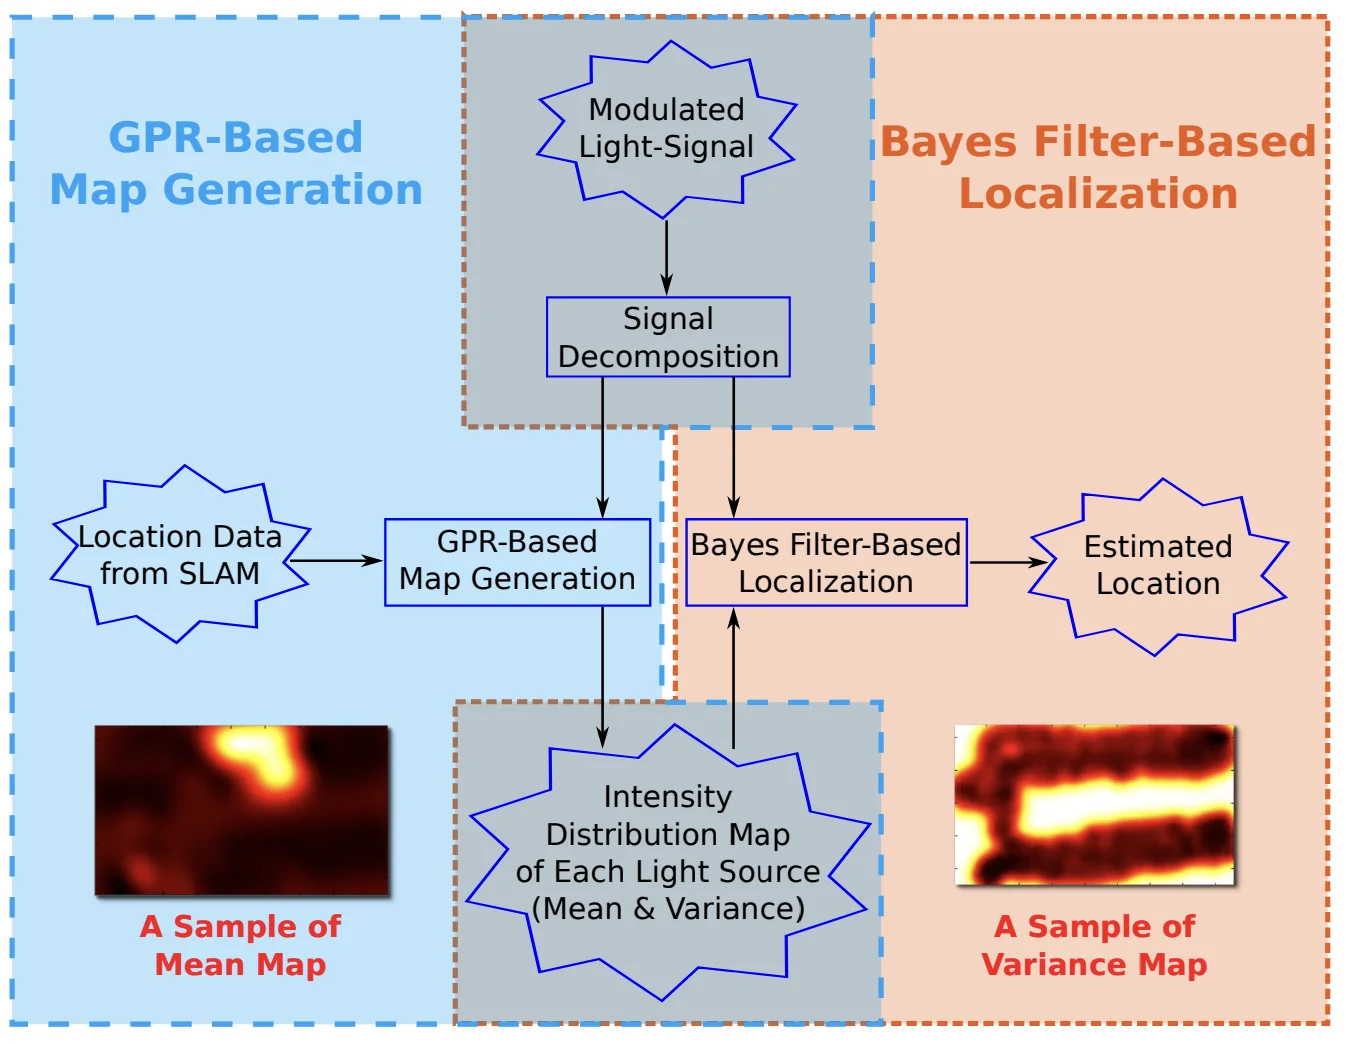 GPR-Based
Map Generation
Modulated
Light-Signal
Bayes Filter-Based
Localization
Signal
Decomposition
Location Data
from SLAM
GPR-Based
Map Generation
Bayes Filter-Based
Localization
Estimated
Location
Intensity
Distribution Map
of Each Light Source
(Mean & Variance)
A Sample of
Mean Map
A Sample of
Variance Map